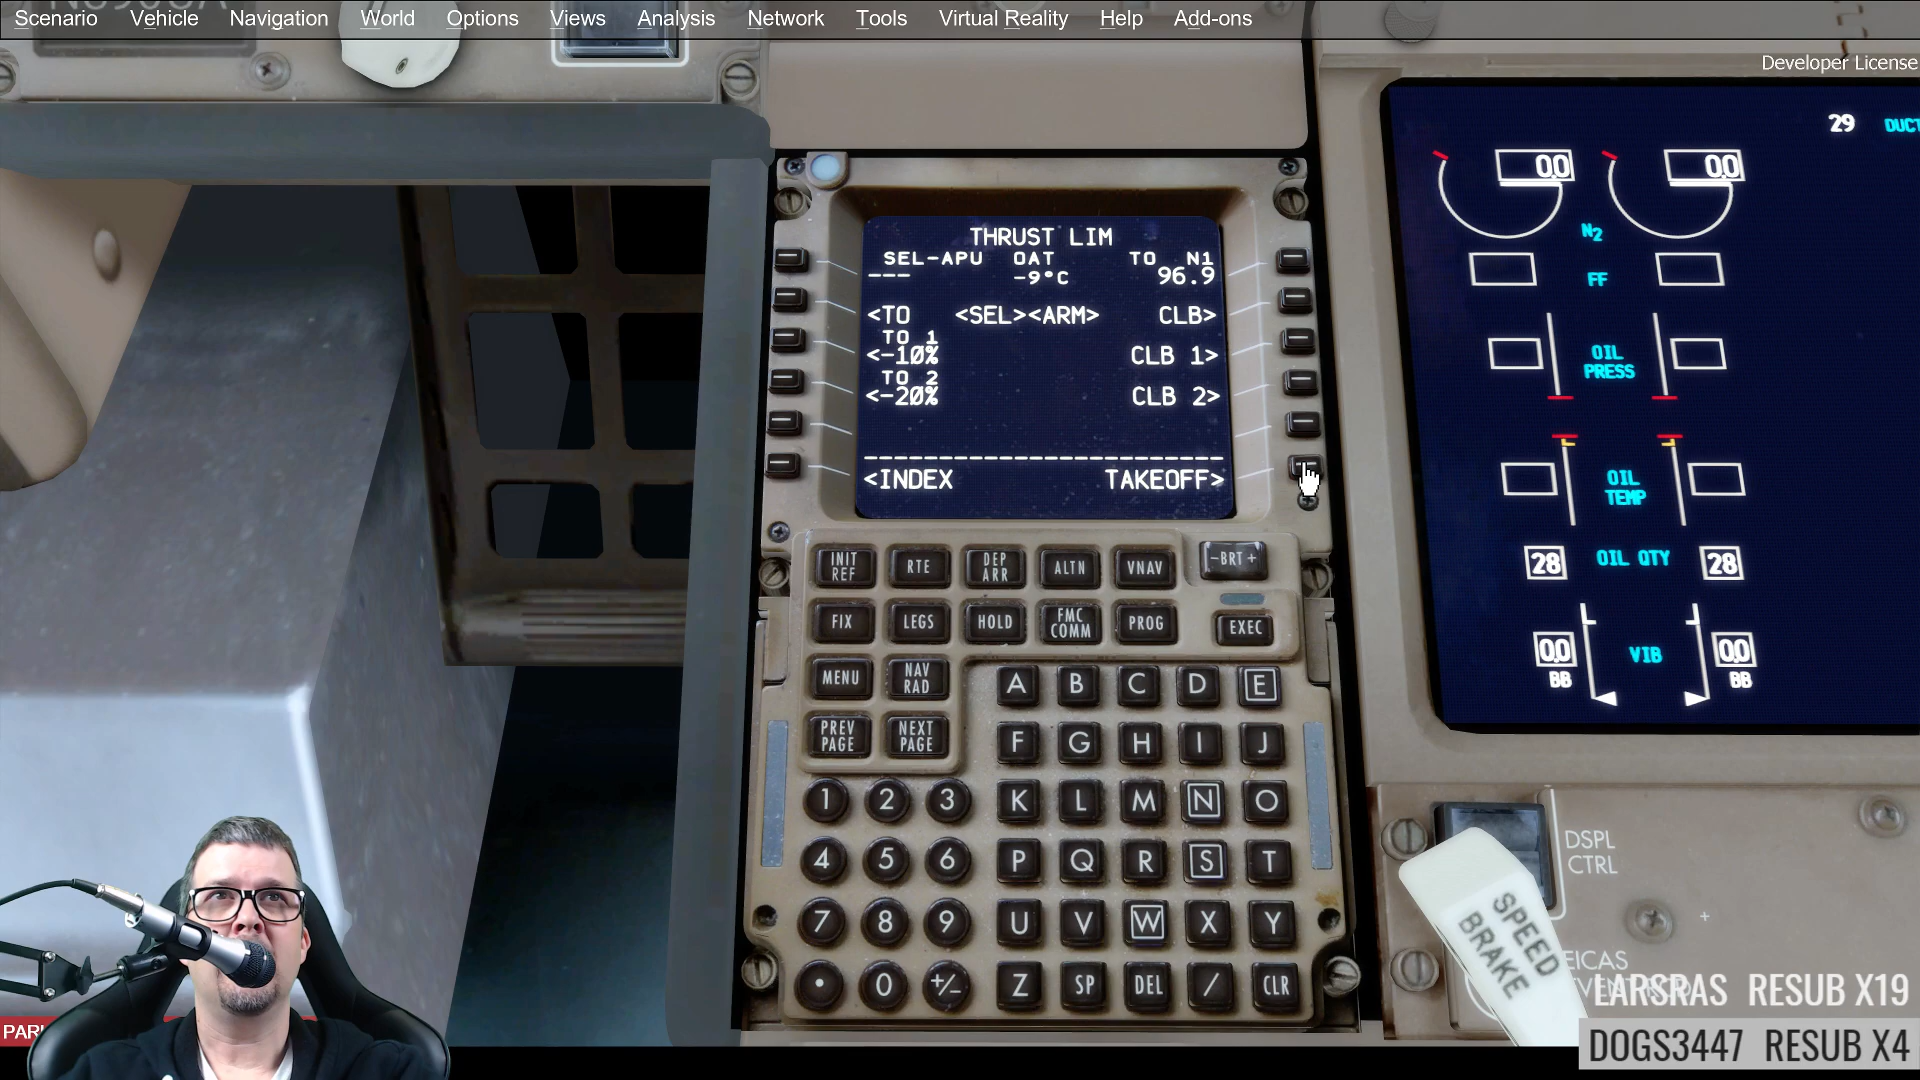 Scenario Vehicle Navigation World Options Views Analysis Network Tools Virtual Reality Help Add-ons
Developer License
THRUST LIM
SEL-APU OAT TO N1
--- -9°C 96.9
<TO <SEL><ARM> CLB>
TO 1
<-10% CLB 1>
TO 2
<-20% CLB 2>
<INDEX TAKEOFF>
INIT REF RTE DEP ARR ALTN VNAV -BRT+
FIX LEGS HOLD FMC COMM PROG EXEC
MENU NAV RAD
PREV PAGE NEXT PAGE
A B C D E
F G H I J
1 2 3 K L M N O
4 5 6 P Q R S T
7 8 9 U V W X Y
. 0 +/- Z SP DEL / CLR
29 DUCT
00 00
N2
FF
OIL
PRESS
OIL
TEMP
28 OIL QTY 28
00 VIB 00
BB BB
DSPL
CTRL
SPEED
BRAKE
EICAS
LARSRAS RESUB X19
DOGS3447 RESUB X4